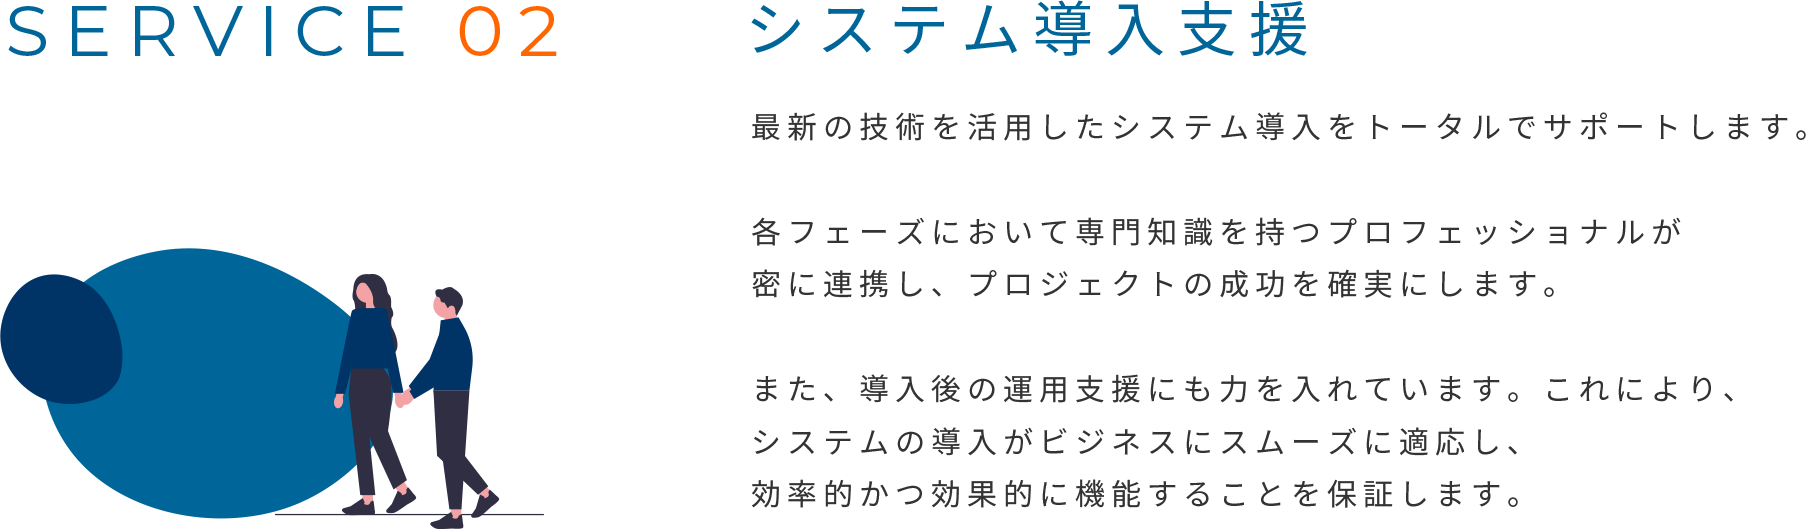 SERVICE 02
システム導入支援
最新の技術を活用したシステム導入をトータルでサポートします。
各フェーズにおいて専門知識を持つプロフェッショナルが
密に連携し、プロジェクトの成功を確実にします。
また、導入後の運用支援にも力を入れています。これにより、
システムの導入がビジネスにスムーズに適応し、
効率的かつ効果的に機能することを保証します。